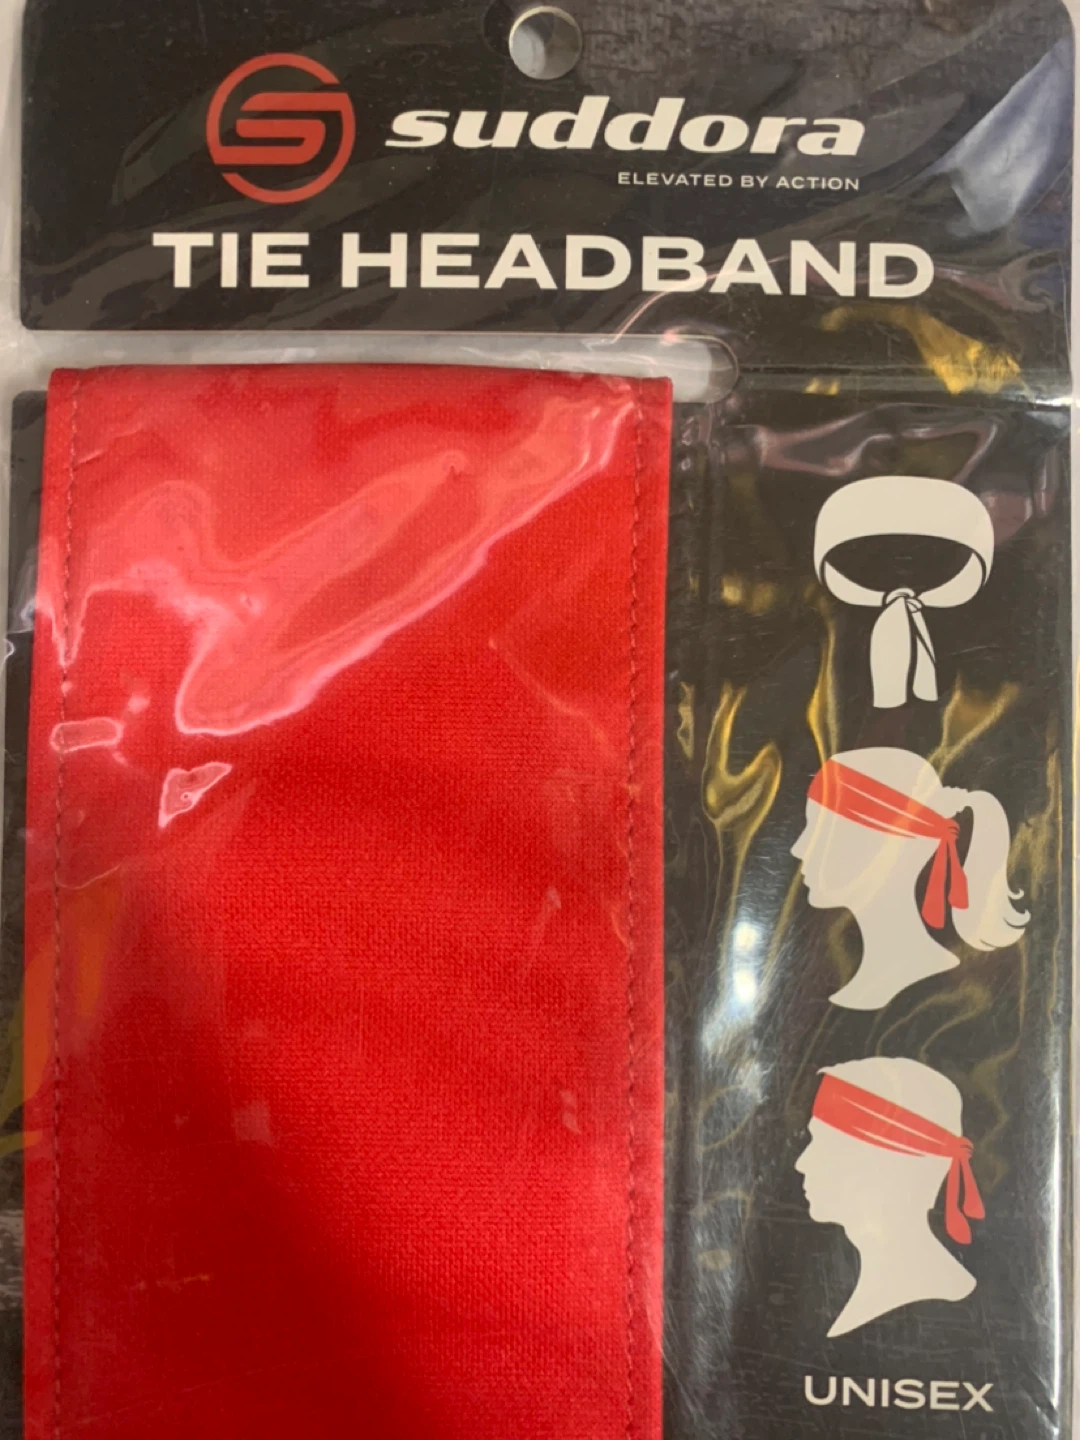 suddora
ELEVATED BY ACTION
TIE HEADBAND
UNISEX